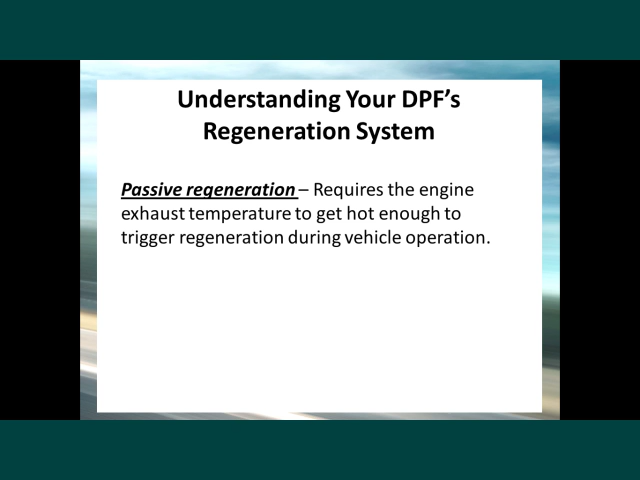 Understanding Your DPF’s
Regeneration System
Passive regeneration – Requires the engine
exhaust temperature to get hot enough to
trigger regeneration during vehicle operation.